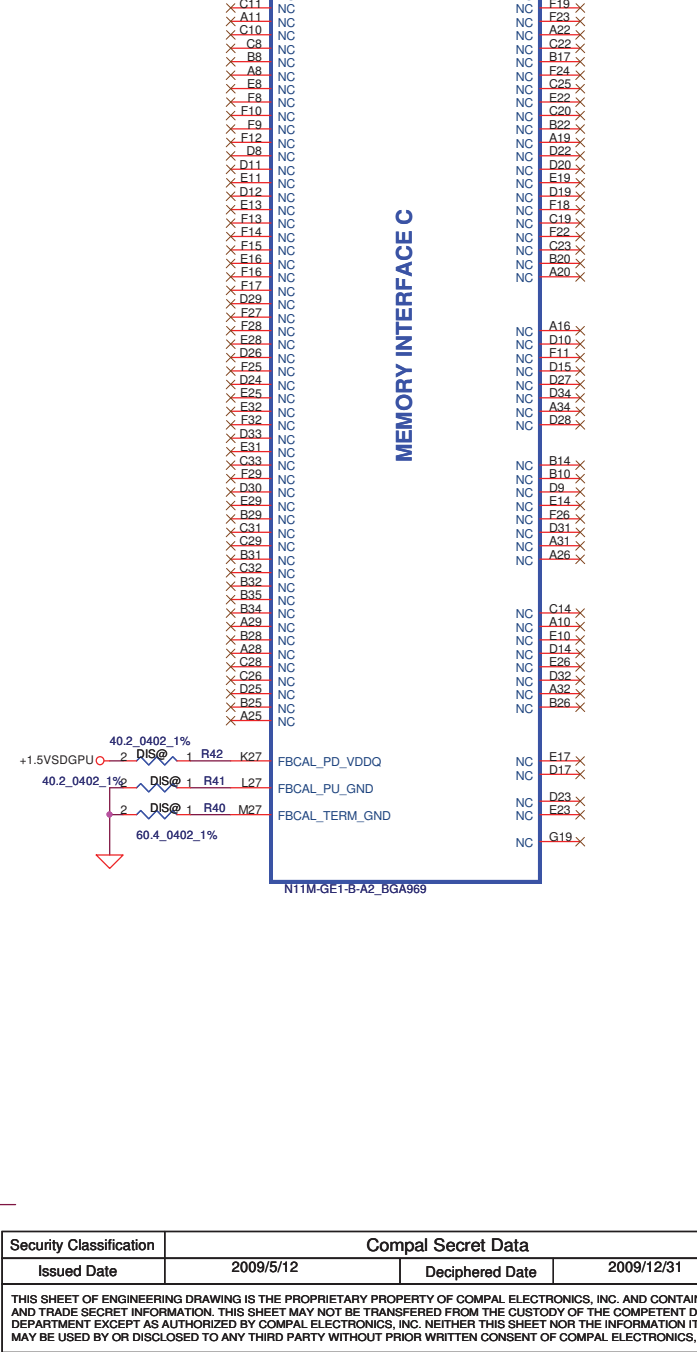 C11 NC NC F19
A11 NC NC F23
C10 NC NC A22
C8 NC NC C22
B8 NC NC B17
A8 NC NC F24
E8 NC NC C25
F8 NC NC E22
F10 NC NC C20
F9 NC NC B22
F12 NC NC A19
D8 NC NC D22
D11 NC NC D20
E11 NC NC E19
D12 NC NC D19
E13 NC NC F18
F13 NC NC C19
F14 NC NC F22
F15 NC NC C23
E16 NC NC B20
F16 NC NC A20
F17 NC
D29 NC
F27 NC
F28 NC NC A16
E28 NC NC D10
D26 NC NC F11
F25 NC NC D15
D24 NC NC D27
E25 NC NC D34
E32 NC NC A34
F32 NC NC D28
D33 NC
E31 NC
C33 NC NC B14
F29 NC NC B10
D30 NC NC D9
E29 NC NC E14
B29 NC NC F26
C31 NC NC D31
C29 NC NC A31
B31 NC NC A26
C32 NC
B32 NC
B35 NC
B34 NC NC C14
A29 NC NC A10
B28 NC NC E10
A28 NC NC D14
C28 NC NC E26
C26 NC NC D32
D25 NC NC A32
B25 NC NC B26
A25 NC
MEMORY INTERFACE C
40.2_0402_1%
+1.5VSDGPU 2 DIS@ 1 R42 K27 FBCAL_PD_VDDQ NC E17
NC D17
40.2_0402_1% 2 DIS@ 1 R41 L27 FBCAL_PU_GND
NC D23
2 DIS@ 1 R40 M27 FBCAL_TERM_GND NC E23
60.4_0402_1%
NC G19
N11M-GE1-B-A2_BGA969
Security Classification Compal Secret Data
Issued Date 2009/5/12 Deciphered Date 2009/12/31
THIS SHEET OF ENGINEERING DRAWING IS THE PROPRIETARY PROPERTY OF COMPAL ELECTRONICS, INC. AND CONTAIN
AND TRADE SECRET INFORMATION. THIS SHEET MAY NOT BE TRANSFERED FROM THE CUSTODY OF THE COMPETENT D
DEPARTMENT EXCEPT AS AUTHORIZED BY COMPAL ELECTRONICS, INC. NEITHER THIS SHEET NOR THE INFORMATION IT
MAY BE USED BY OR DISCLOSED TO ANY THIRD PARTY WITHOUT PRIOR WRITTEN CONSENT OF COMPAL ELECTRONICS,